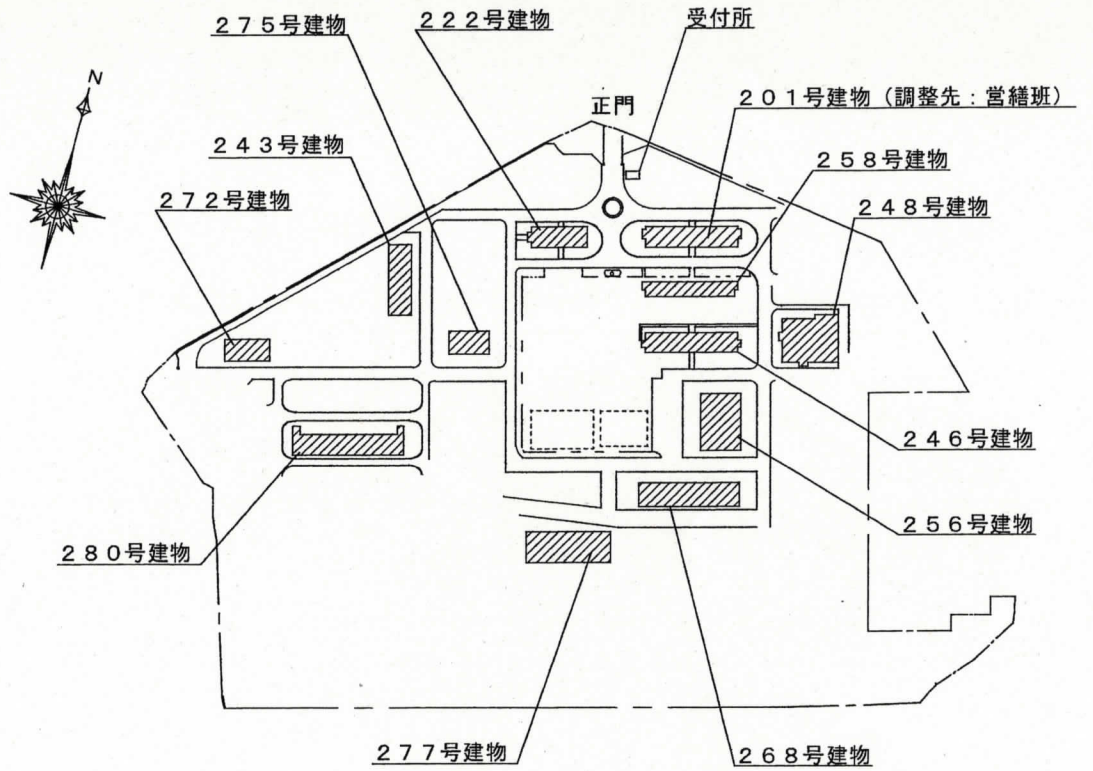 ２７５号建物
２２２号建物
受付所
N
正門
２０１号建物（調整先：営繕班）
２４３号建物
２５８号建物
２７２号建物
２４８号建物
２４６号建物
２５６号建物
２８０号建物
２７７号建物
２６８号建物